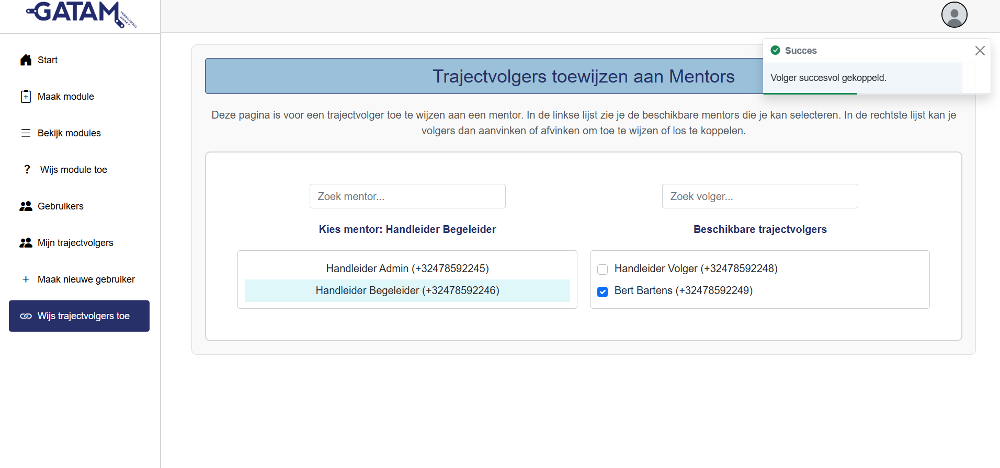 GATAM
VERBINDING
WERKT
Start
Maak module
Bekijk modules
Wijs module toe
Gebruikers
Mijn trajectvolgers
Maak nieuwe gebruiker
Wijs trajectvolgers toe
Succes
Volger succesvol gekoppeld.
Trajectvolgers toewijzen aan Mentors
Deze pagina is voor een trajectvolger toe te wijzen aan een mentor. In de linkse lijst zie je de beschikbare mentors die je kan selecteren. In de rechtste lijst kan je
volgers dan aanvinken of afvinken om toe te wijzen of los te koppelen.
Zoek mentor...
Kies mentor: Handleider Begeleider
Handleider Admin (+32478592245)
Handleider Begeleider (+32478592246)
Zoek volger...
Beschikbare trajectvolgers
Handleider Volger (+32478592248)
Bert Bartens (+32478592249)